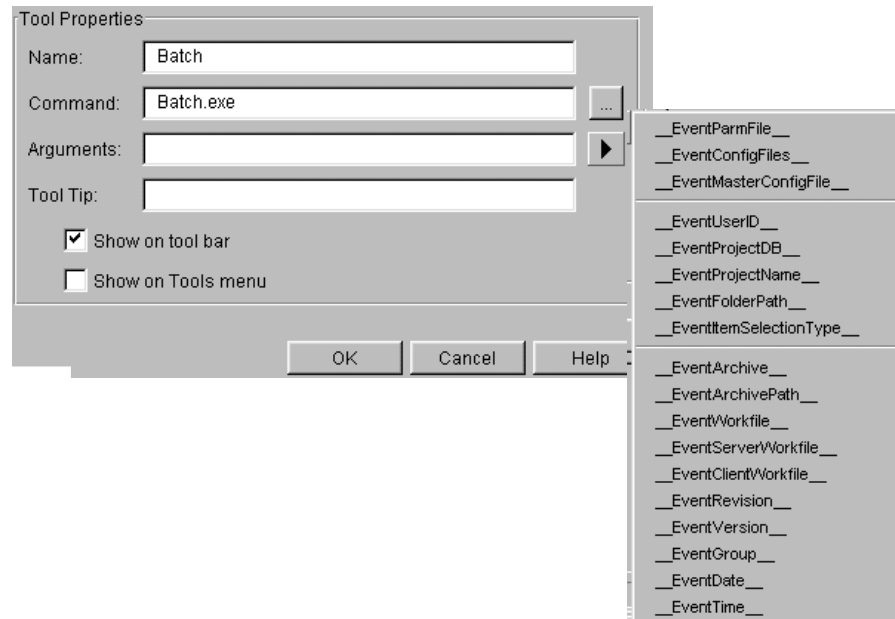 Tool Properties
Name: Batch
Command: Batch.exe ...
Arguments:
Tool Tip:
Show on tool bar
Show on Tools menu
OK Cancel Help
__EventParmFile__
__EventConfigFiles__
__EventMasterConfigFile__
__EventUserID__
__EventProjectDB__
__EventProjectName__
__EventFolderPath__
__EventItemSelectionType__
__EventArchive__
__EventArchivePath__
__EventWorkfile__
__EventServerWorkfile__
__EventClientWorkfile__
__EventRevision__
__EventVersion__
__EventGroup__
__EventDate__
__EventTime__